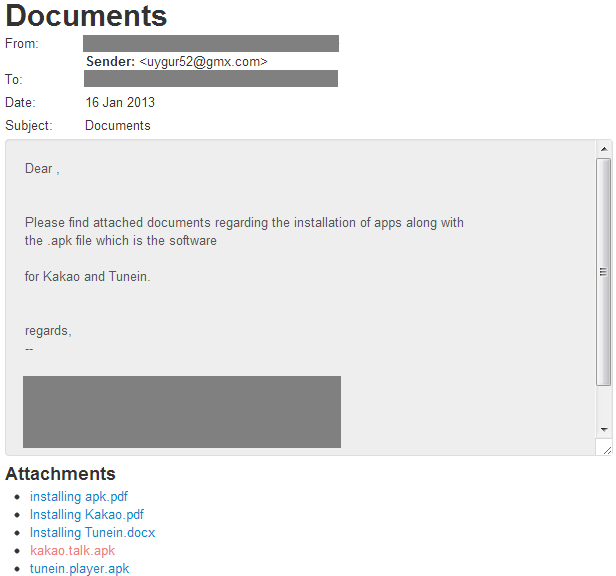 Documents
From:
Sender: <uygur52@gmx.com>
To:
Date: 16 Jan 2013
Subject: Documents
Dear ,
Please find attached documents regarding the installation of apps along with
the .apk file which is the software
for Kakao and Tunein.
regards,
--
Attachments
installing apk.pdf
Installing Kakao.pdf
Installing Tunein.docx
kakao.talk.apk
tunein.player.apk